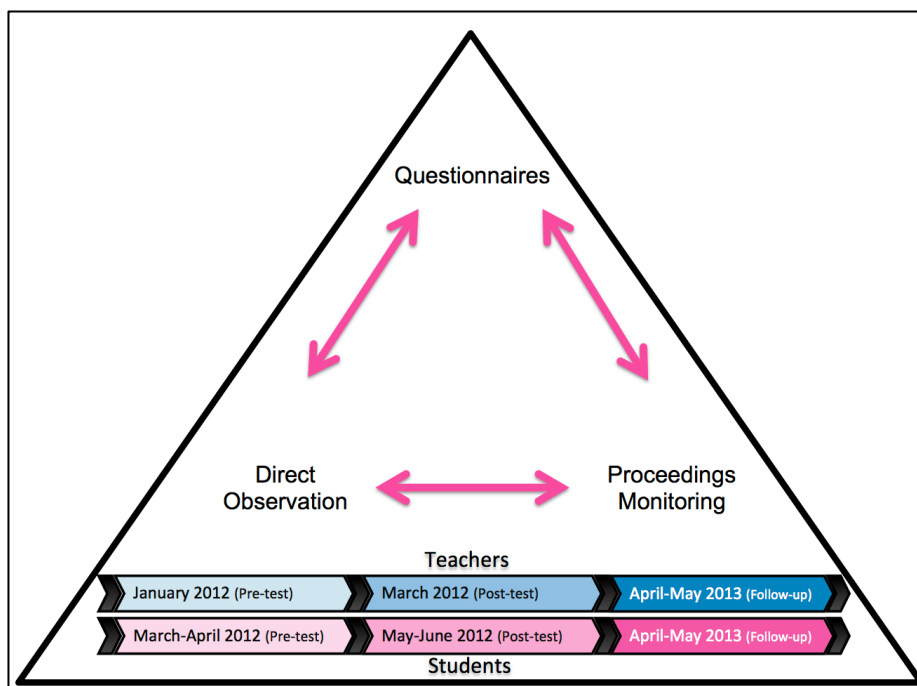 Questionnaires
Direct
Observation
Proceedings
Monitoring
Teachers
January 2012 (Pre-test)
March 2012 (Post-test)
April-May 2013 (Follow-up)
March-April 2012 (Pre-test)
May-June 2012 (Post-test)
April-May 2013 (Follow-up)
Students